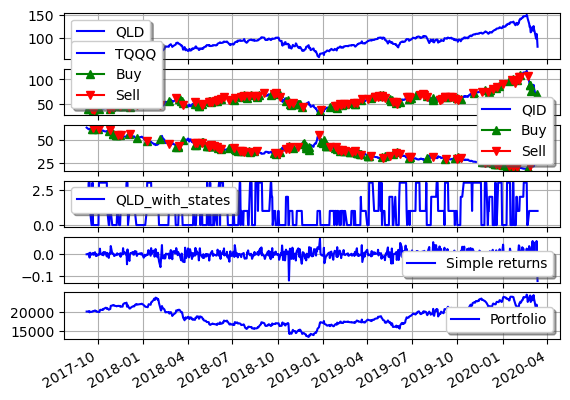 150
100
QLD
TQQQ
Buy
Sell
100
50
QID
Buy
Sell
50
25
2.5
0.0
QLD_with_states
0.0
−0.1
Simple returns
20000
15000
Portfolio
2017-10
2018-01
2018-04
2018-07
2018-10
2019-01
2019-04
2019-07
2019-10
2020-01
2020-04